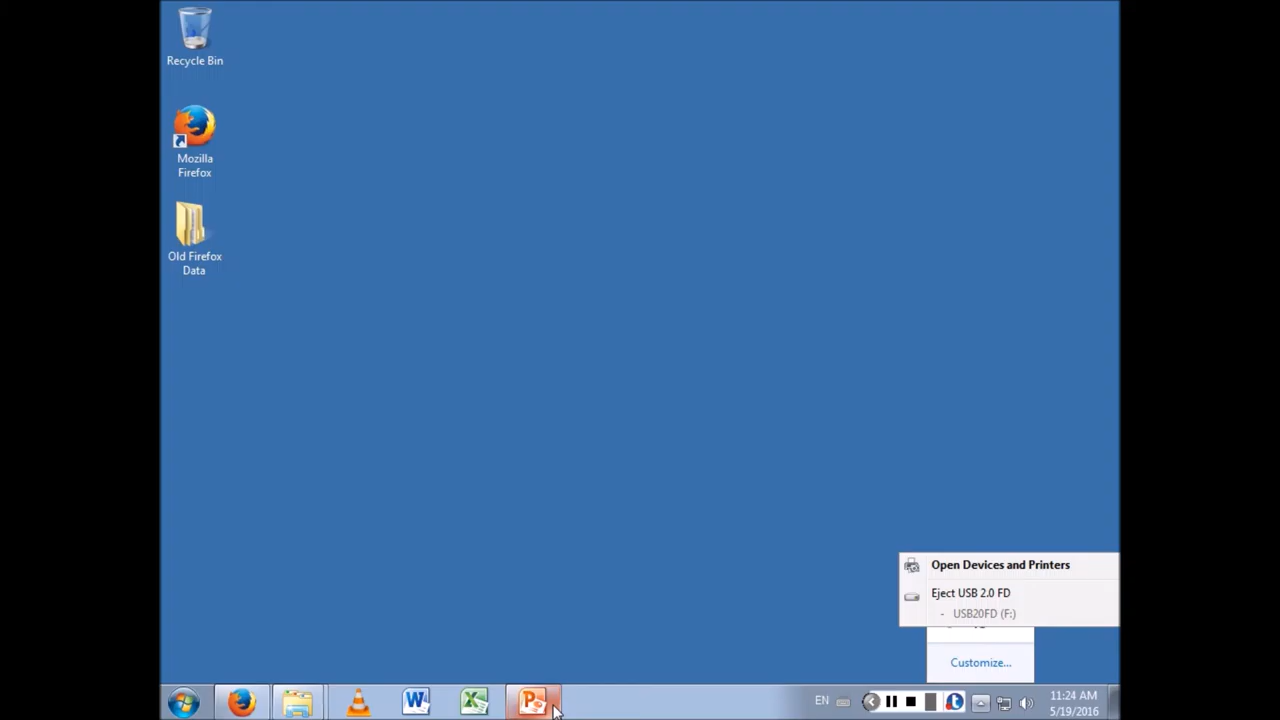 Recycle Bin
Mozilla
Firefox
Old Firefox
Data
Open Devices and Printers
Eject USB 2.0 FD
- USB20FD (F:)
Customize...
EN
11:24 AM
5/19/2016